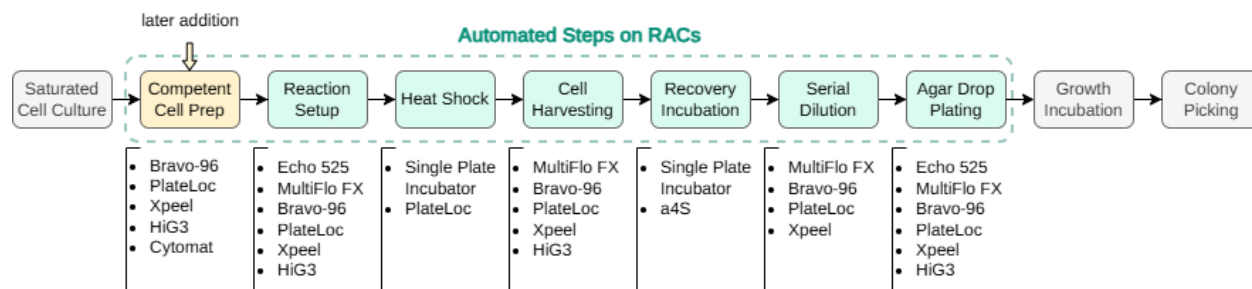 later addition
Automated Steps on RACs
Saturated
Cell Culture
Competent
Cell Prep
Reaction
Setup
Heat Shock
Cell
Harvesting
Recovery
Incubation
Serial
Dilution
Agar Drop
Plating
Growth
Incubation
Colony
Picking
• Bravo-96
• PlateLoc
• Xpeel
• HiG3
• Cytomat
• Echo 525
• MultiFlo FX
• Bravo-96
• PlateLoc
• Xpeel
• HiG3
• Single Plate
Incubator
• PlateLoc
• MultiFlo FX
• Bravo-96
• PlateLoc
• Xpeel
• HiG3
• Single Plate
Incubator
• a4S
• MultiFlo FX
• Bravo-96
• PlateLoc
• Xpeel
• Echo 525
• MultiFlo FX
• Bravo-96
• PlateLoc
• Xpeel
• HiG3